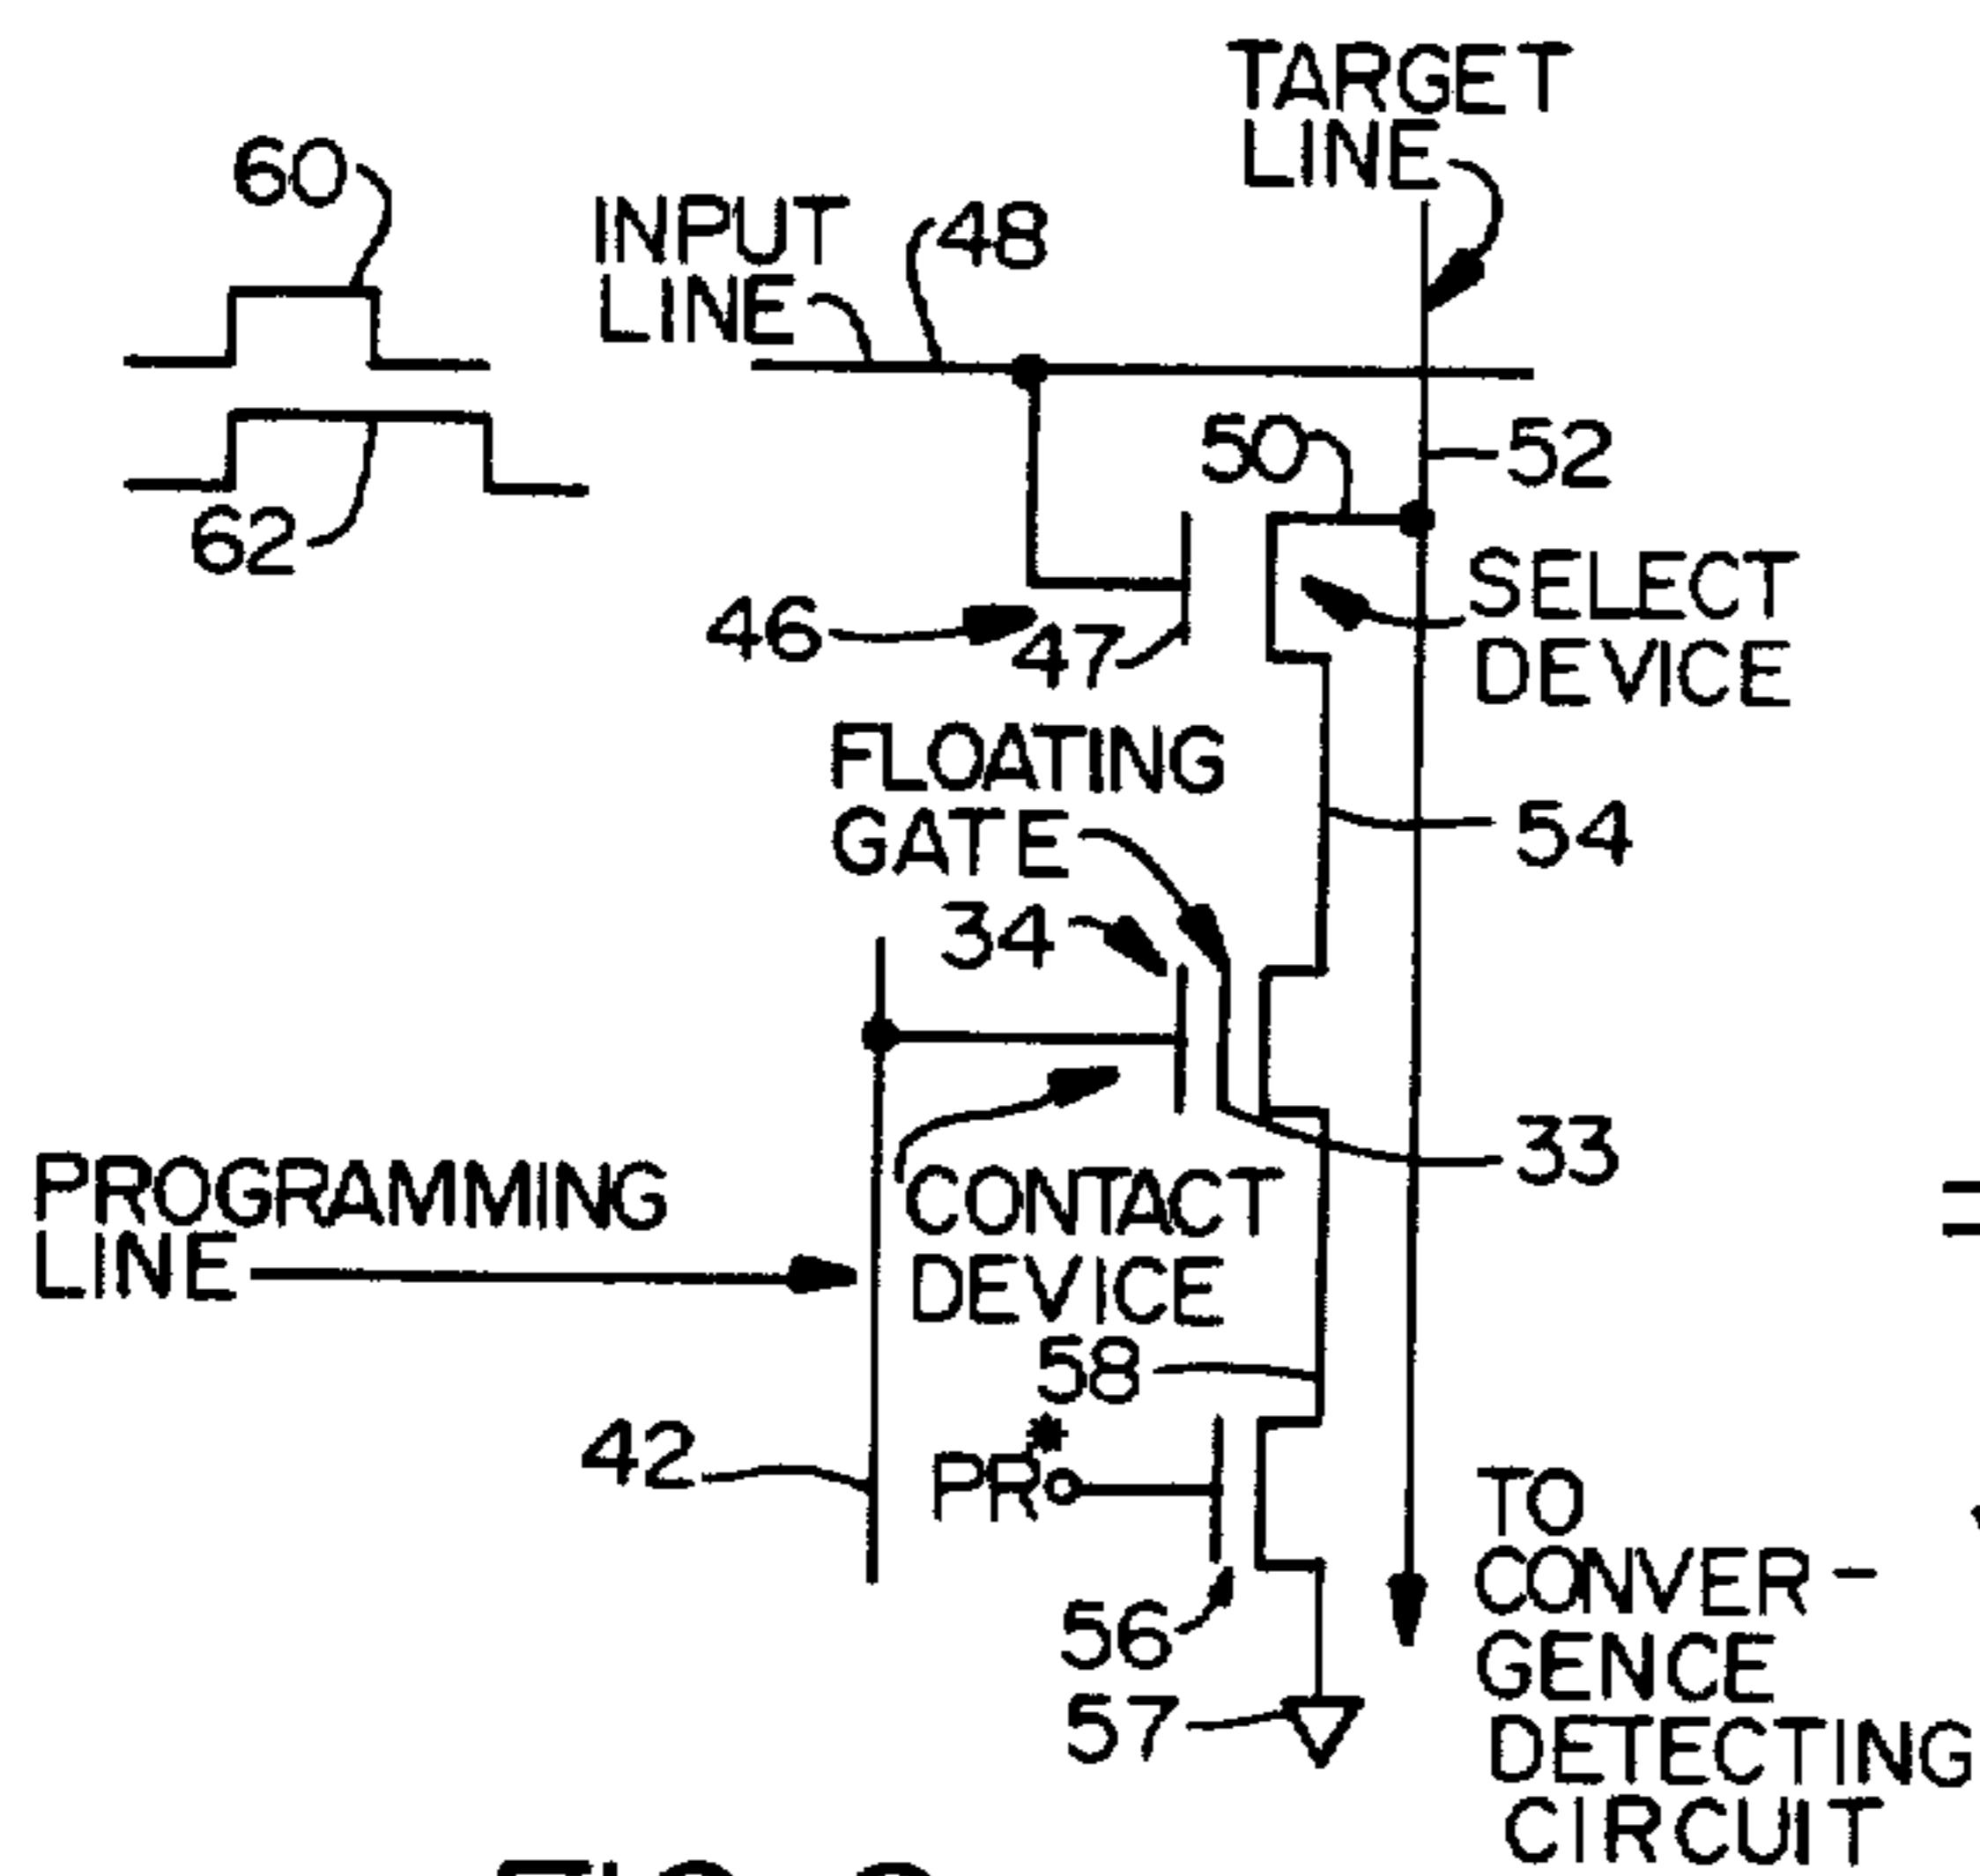 TARGET
LINE
60
INPUT
LINE
48
50
52
62
46
47
SELECT
DEVICE
FLOATING
GATE
54
34
33
PROGRAMMING
LINE
CONTACT
DEVICE
58
42
PR*
TO
CONVER-
GENCE
DETECTING
CIRCUIT
56
57